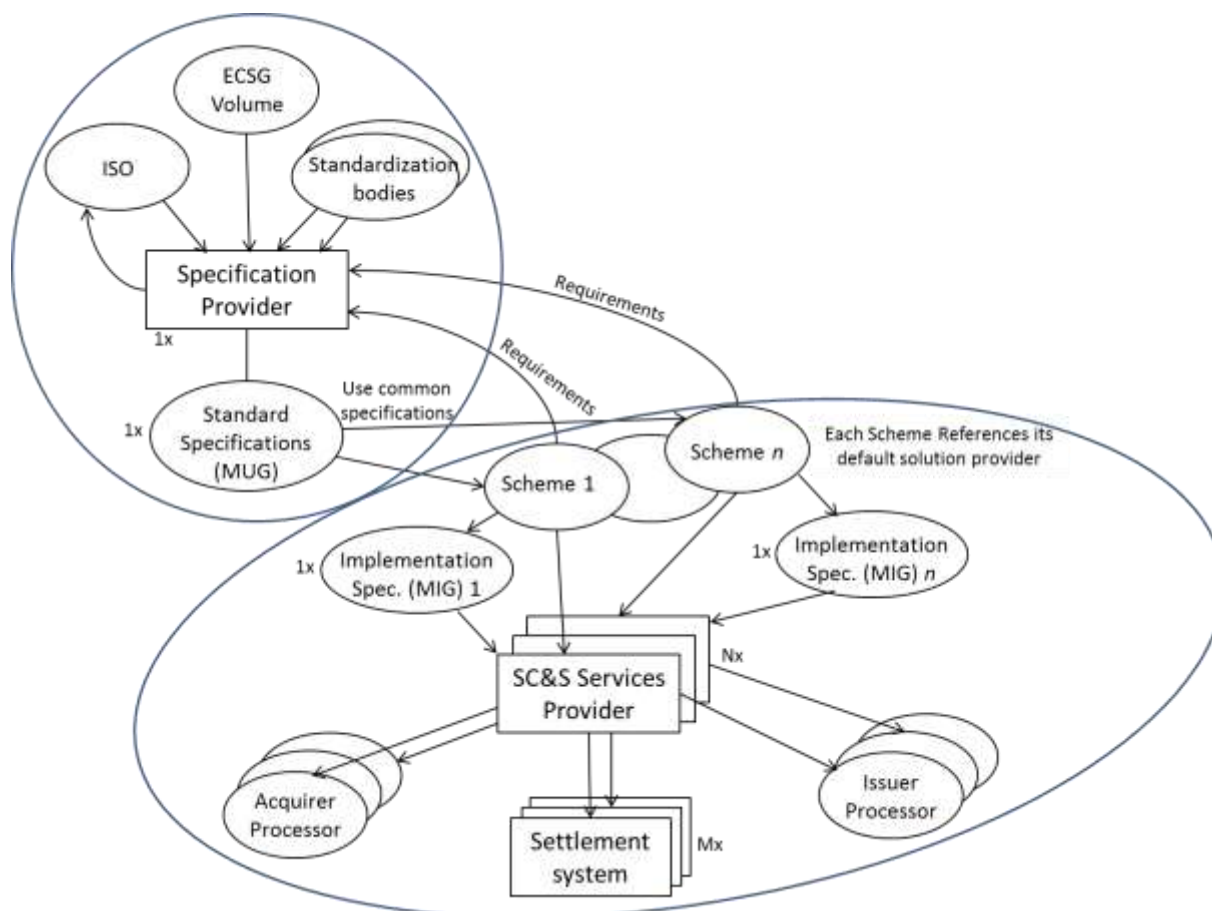 ECSG
Volume
ISO
Standardization
bodies
Specification
Provider
1x
Requirements
Requirements
Use common
specifications
1x
Standard
Specifications
(MUG)
Scheme 1
Scheme n
Each Scheme References its
default solution provider
1x
Implementation
Spec. (MIG) 1
1x
Implementation
Spec. (MIG) n
SC&S Services
Provider
Nx
Acquirer
Processor
Settlement
system
Mx
Issuer
Processor